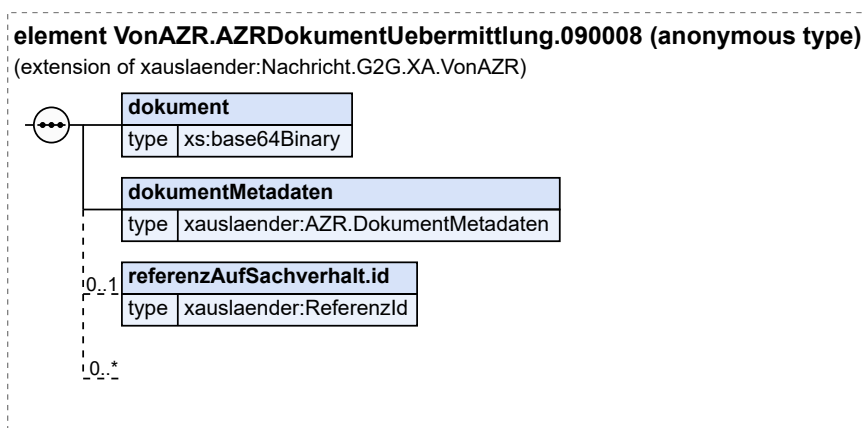 element VonAZR.AZRDokumentUebermittlung.090008 (anonymous type)
(extension of xauslaender:Nachricht.G2G.XA.VonAZR)
dokument
type xs:base64Binary
dokumentMetadaten
type xauslaender:AZR.DokumentMetadaten
0..1 referenzAufSachverhalt.id
type xauslaender:ReferenzId
0..*